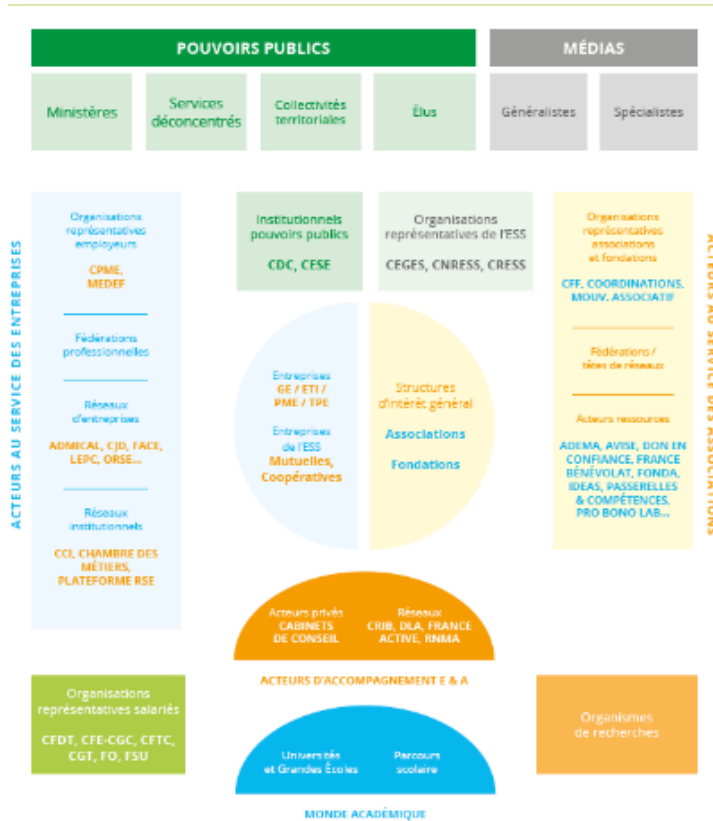 POUVOIRS PUBLICS
MÉDIAS
Ministères
Services
déconcentrés
Collectivités
territoriales
Élus
Généralistes
Spécialistes
ACTEURS AU SERVICE DES ENTREPRISES
Organisations
représentatives
employeurs
CPME,
MEDEF
Fédérations
professionnelles
Réseaux
d'entreprises
ADMICAL, CJD, FACE,
LEPC, ORSE...
Réseaux
institutionnels
CCI, CHAMBRE DES
MÉTIERS,
PLATEFORME RSE
Institutionnels
pouvoirs publics
CDC, CESE
Organisations
représentatives de l'ESS
CEGES, CNRESS, CRESS
Entreprises
GE / ETI /
PME / TPE
Entreprises
de l'ESS
Mutuelles,
Coopératives
Structures
d'intérêt général
Associations
Fondations
Organisations
représentatives
associations
et fondations
CFF, COORDINATIONS,
MOUV. ASSOCIATIF
Fédérations /
têtes de réseaux
Acteurs ressources
ADEMA, AVISE, DON EN
CONFIANCE, FRANCE
BÉNÉVOLAT, FONDA,
IDEAS, PASSERELLES
& COMPÉTENCES,
PRO BONO LAB...
ACTEURS AU SERVICE DES ASSOCIATIONS
Acteurs privés
CABINETS
DE CONSEIL
Réseaux
CRIB, DLA, FRANCE
ACTIVE, RNMA
ACTEURS D'ACCOMPAGNEMENT E & A
Organisations
représentatives salariés
CFDT, CFE-CGC, CFTC,
CGT, FO, FSU
Universités
et Grandes Écoles
Parcours
scolaire
MONDE ACADÉMIQUE
Organismes
de recherches